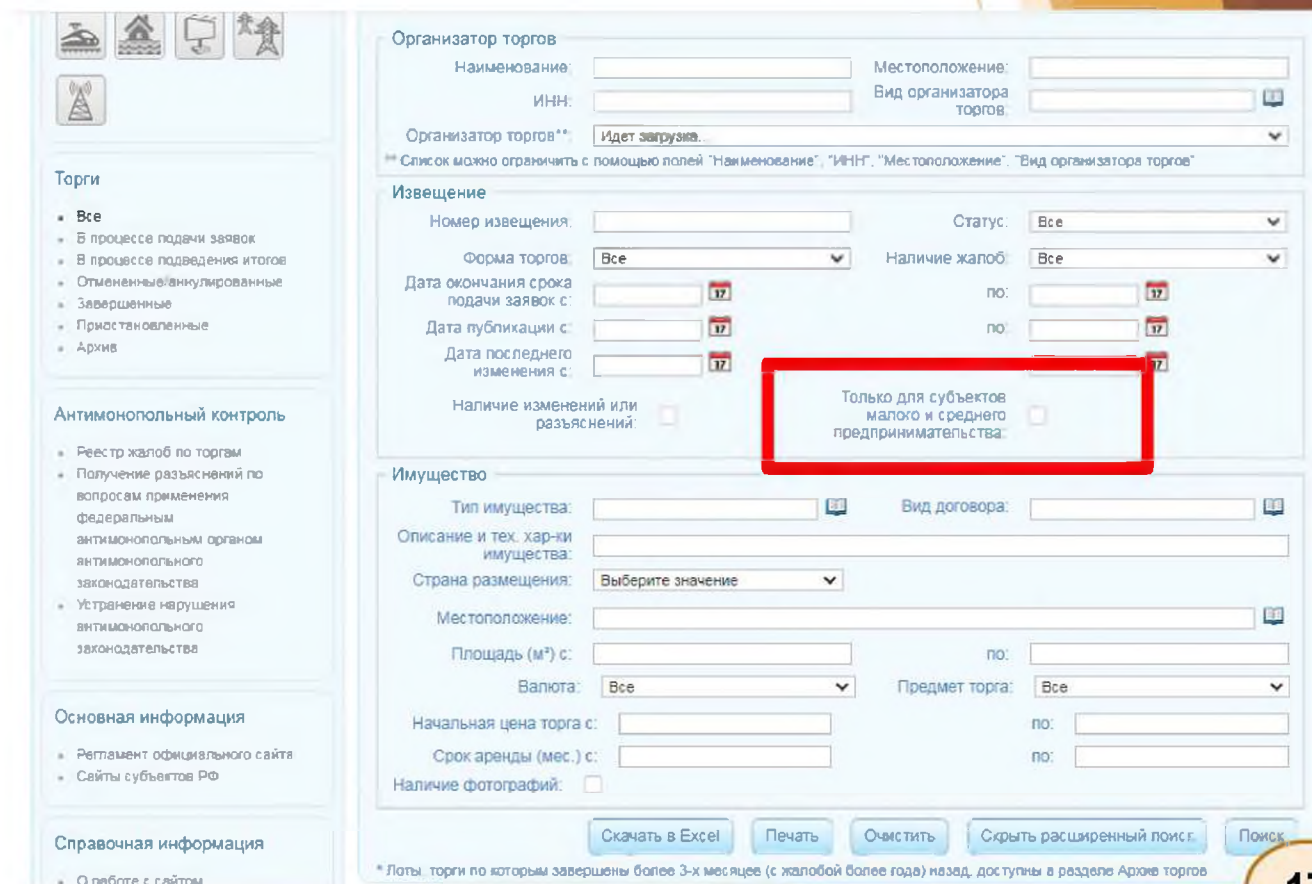 Торги
Все
В процессе подачи заявок
В процессе подведения итогов
Отмененные/аннулированные
Завершенные
Приостановленные
Архив
Антимонопольный контроль
Реестр жалоб по торгам
Получение разъяснений по
вопросам применения
федеральным
антимонопольным органом
антимонопольного
законодательства
Устранение нарушения
антимонопольного
законодательства
Основная информация
Регламент официального сайта
Сайты субъектов РФ
Справочная информация
О работе с сайтом
Организатор торгов
Наименование:
Местоположение:
ИНН:
Вид организатора
торгов:
Организатор торгов**: Идет загрузка...
** Список можно ограничить с помощью полей "Наименование", "ИНН", "Местоположение", "Вид организатора торгов"
Извещение
Номер извещения:
Статус: Все
Форма торгов: Все
Наличие жалоб: Все
Дата окончания срока
подачи заявок с: 17
по: 17
Дата публикации с: 17
по: 17
Дата последнего
изменения с: 17
17
Наличие изменений или
разъяснений:
Только для субъектов
малого и среднего
предпринимательства:
Имущество
Тип имущества:
Вид договора:
Описание и тех. хар-ки
имущества:
Страна размещения: Выберите значение
Местоположение:
Площадь (м²) с:
по:
Валюта: Все
Предмет торга: Все
Начальная цена торга с:
по:
Срок аренды (мес.) с:
по:
Наличие фотографий:
Скачать в Excel Печать Очистить Скрыть расширенный поиск Поиск
* Лоты, торги по которым завершены более 3-х месяцев (с жалобой более года) назад, доступны в разделе Архив торгов